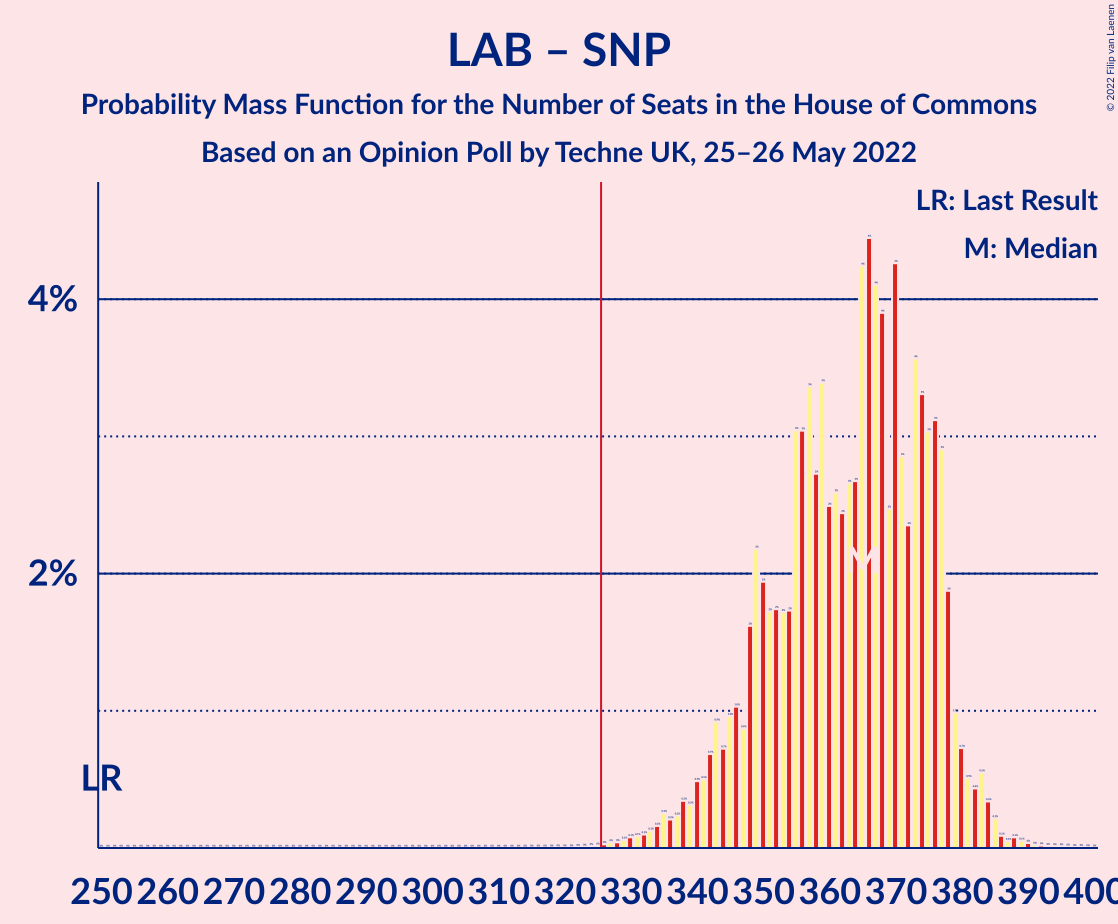 LAB – SNP
Probability Mass Function for the Number of Seats in the House of Commons
Based on an Opinion Poll by Techne UK, 25–26 May 2022
© 2022 Filip van Laenen
LR: Last Result
M: Median
4%
2%
M
LR
250 260 270 280 290 300 310 320 330 340 350 360 370 380 390 400